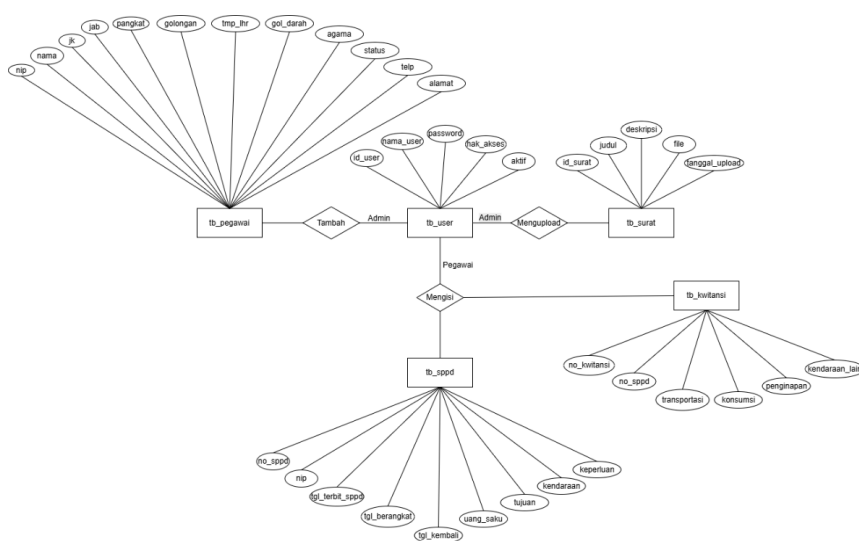 nip
nama
jk
jab
pangkat
golongan
tmp_lhr
gol_darah
agama
status
telp
alamat
id_user
nama_user
password
hak_akses
aktif
id_surat
judul
deskripsi
file
tanggal_upload
tb_pegawai
Tambah
Admin
tb_user
Admin
Mengupload
tb_surat
Pegawai
Mengisi
tb_kwitansi
tb_sppd
no_kwitansi
no_sppd
transportasi
konsumsi
penginapan
kendaraan_lain
no_sppd
nip
tgl_terbit_sppd
tgl_berangkat
tgl_kembali
uang_saku
tujuan
kendaraan
keperluan